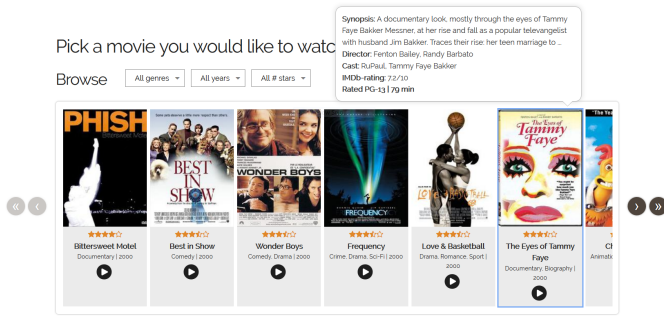 Synopsis: A documentary look, mostly through the eyes of Tammy
Faye Bakker Messner, at her rise and fall as a popular televangelist
with husband Jim Bakker. Traces their rise: her teen marriage to ...
Director: Fenton Bailey, Randy Barbato
Cast: RuPaul, Tammy Faye Bakker
IMDb-rating: 7.2/10
Rated PG-13 | 79 min
Pick a movie you would like to watc
Browse
All genres
All years
All # stars
PHISH
BEST
IN
SHOW
WONDER BOYS
FREQUENCY
The Eyes of
Tammy
Faye
Bittersweet Motel
Documentary | 2000
Best in Show
Comedy | 2000
Wonder Boys
Comedy, Drama | 2000
Frequency
Crime, Drama, Sci-Fi | 2000
Love & Basketball
Drama, Romance, Sport |
2000
The Eyes of Tammy
Faye
Documentary, Biography |
2000